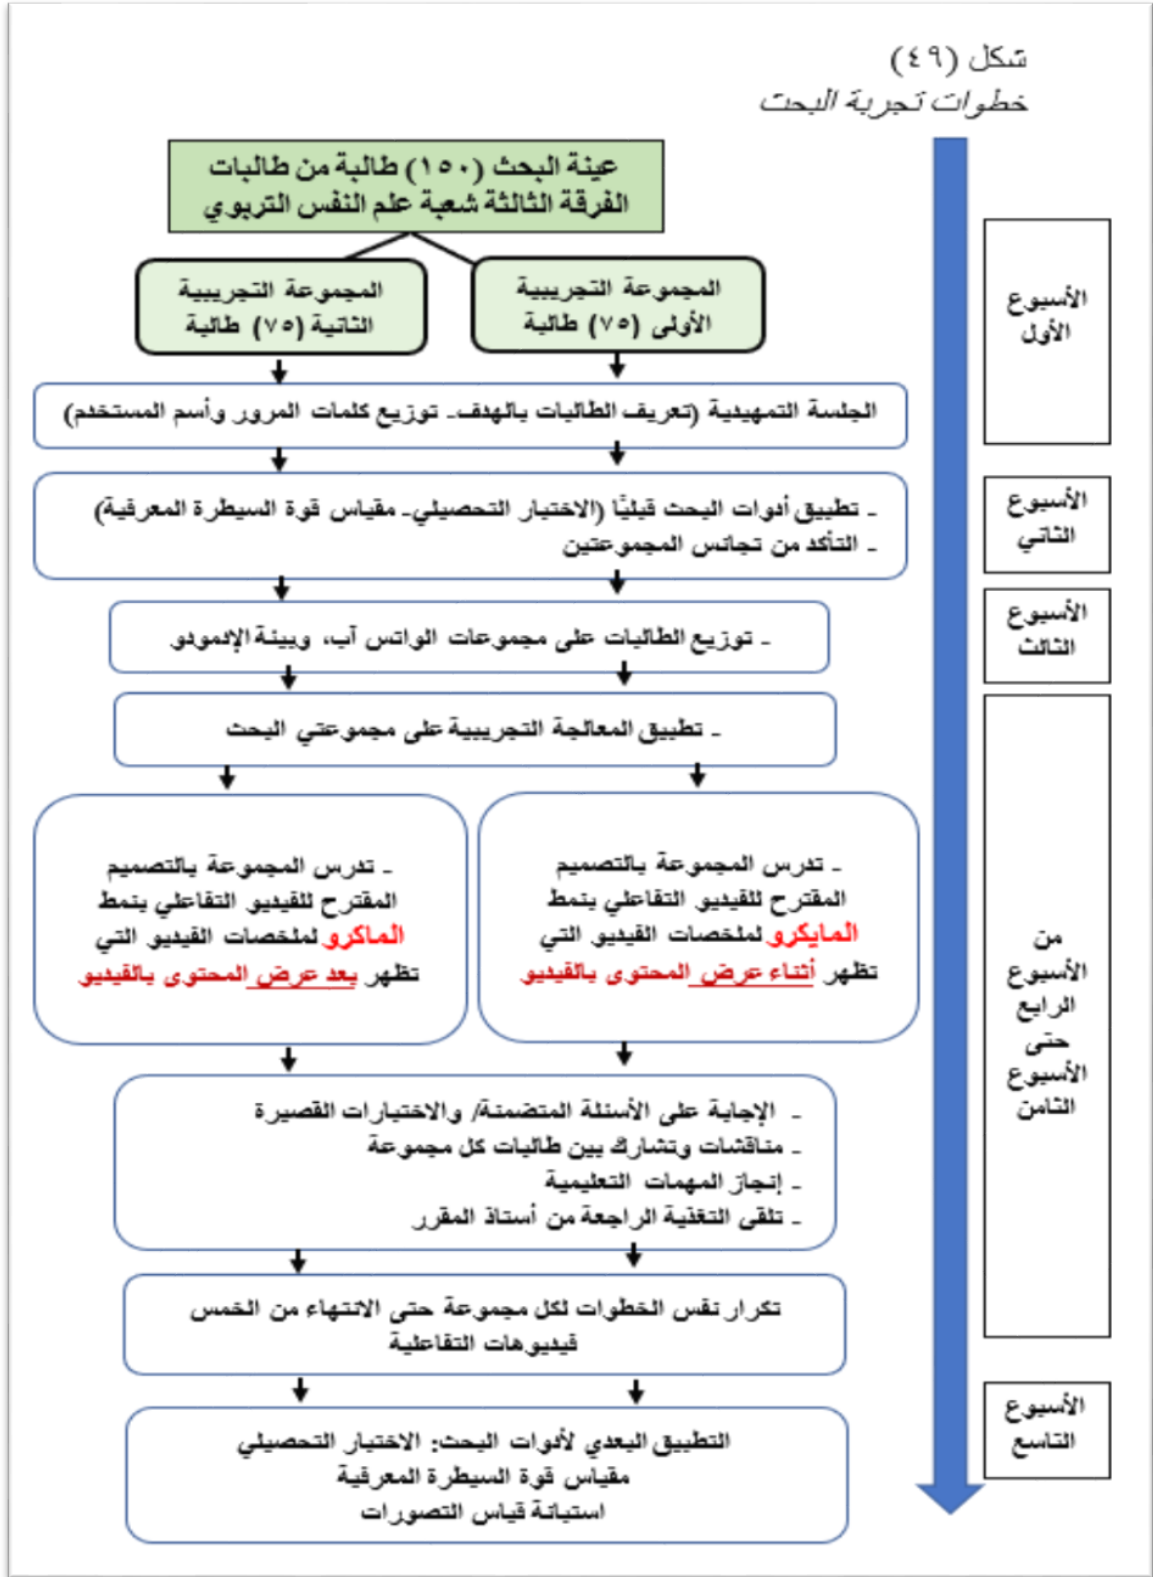 شكل (٤٩)
خطوات تجربة البحث
عينة البحث (١٥٠) طالبة من طالبات
الفرقة الثالثة شعبة علم النفس التربوي
المجموعة التجريبية
الأولى (٧٥) طالبة
المجموعة التجريبية
الثانية (٧٥) طالبة
الأسبوع
الأول
الجلسة التمهيدية (تعريف الطالبات بالهدف- توزيع كلمات المرور وأسم المستخدم)
الأسبوع
الثاني
- تطبيق أدوات البحث قبليًا (الاختبار التحصيلي- مقياس قوة السيطرة المعرفية)
- التأكد من تجانس المجموعتين
الأسبوع
الثالث
- توزيع الطالبات على مجموعات الواتس آب، وبيئة الإدمودو
من
الأسبوع
الرابع
حتى
الأسبوع
الثامن
- تطبيق المعالجة التجريبية على مجموعتي البحث
- تدرس المجموعة بالتصميم
المقترح للفيديو التفاعلي بنمط
المايكرو لملخصات الفيديو التي
تظهر أثناء عرض المحتوى بالفيديو
- تدرس المجموعة بالتصميم
المقترح للفيديو التفاعلي بنمط
الماكرو لملخصات الفيديو التي
تظهر بعد عرض المحتوى بالفيديو
- الإجابة على الأسئلة المتضمنة/ والاختبارات القصيرة
- مناقشات وتشارك بين طالبات كل مجموعة
- إنجاز المهمات التعليمية
- تلقى التغذية الراجعة من أستاذ المقرر
تكرار نفس الخطوات لكل مجموعة حتى الانتهاء من الخمس
فيديوهات التفاعلية
الأسبوع
التاسع
التطبيق البعدي لأدوات البحث: الاختبار التحصيلي
مقياس قوة السيطرة المعرفية
استبانة قياس التصورات